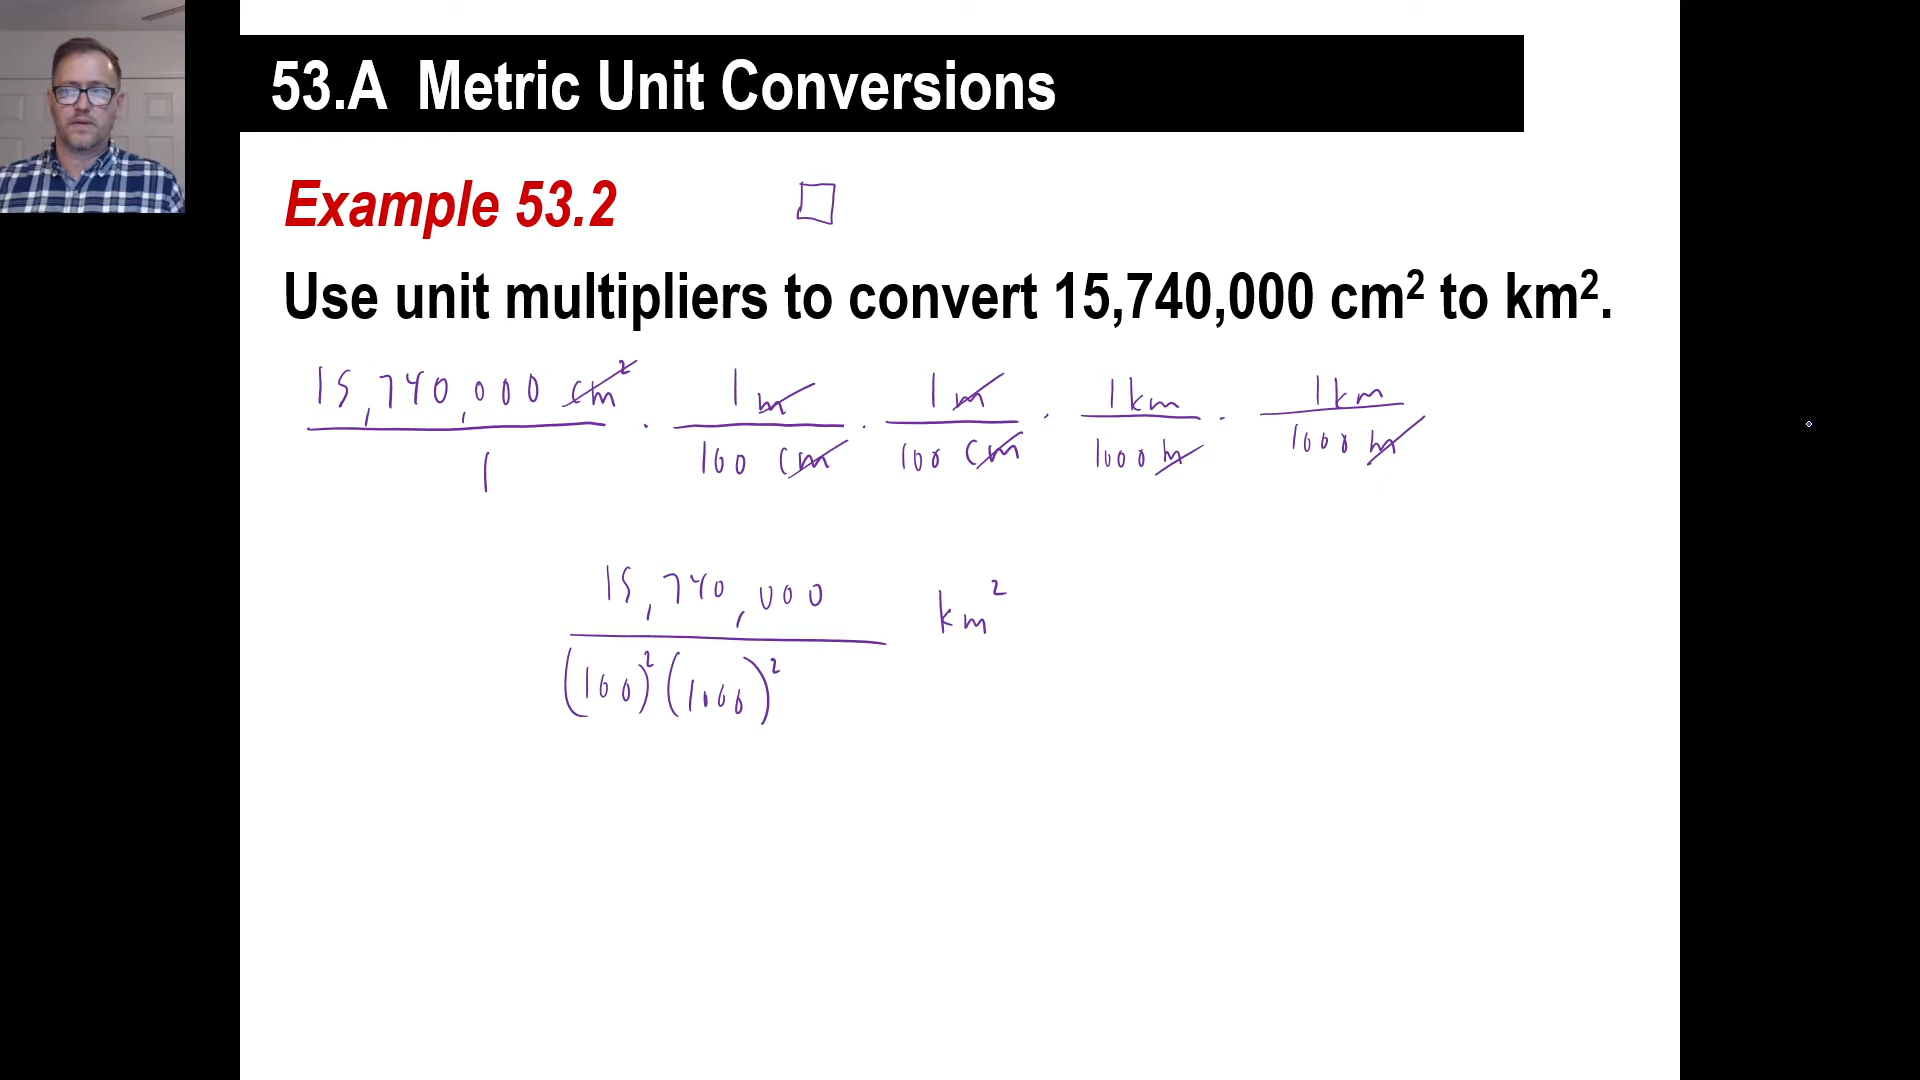 53.A Metric Unit Conversions
Example 53.2
Use unit multipliers to convert 15,740,000 cm² to km².
15,740,000 cm² / 1 · 1 m / 100 cm · 1 m / 100 cm · 1 km / 1000 m · 1 km / 1000 m
15,740,000 / (100)² (1000)² km²